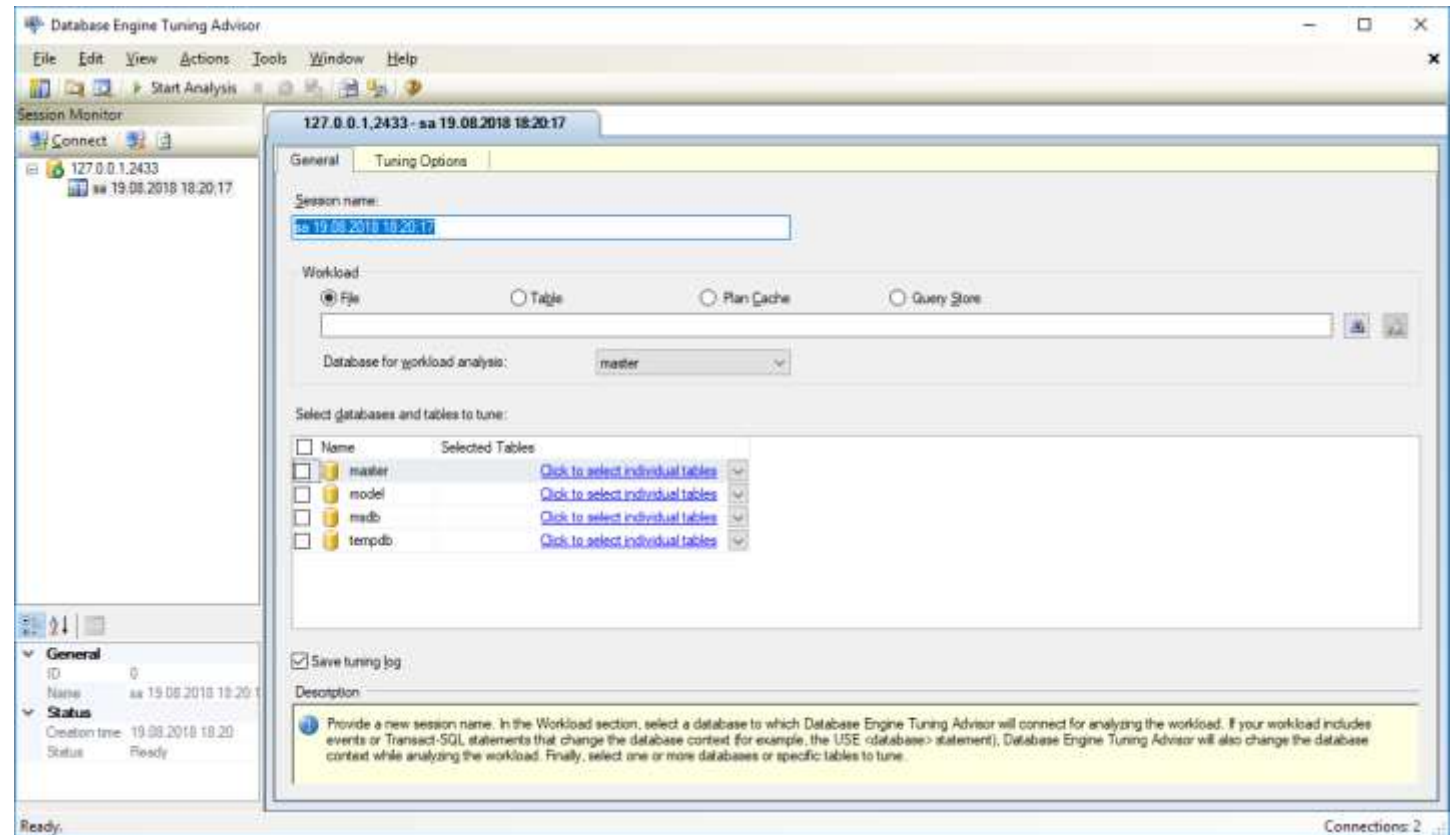 Database Engine Tuning Advisor
File Edit View Actions Tools Window Help
Start Analysis
Session Monitor
Connect
127.0.0.1,2433
sa 19.08.2018 18:20:17
127.0.0.1,2433 - sa 19.08.2018 18:20:17
General Tuning Options
Session name:
sa 19.08.2018 18:20:17
Workload
File Table Plan Cache Query Store
Database for workload analysis: master
Select databases and tables to tune:
Name Selected Tables
master Click to select individual tables
model Click to select individual tables
msdb Click to select individual tables
tempdb Click to select individual tables
Save tuning log
Description
Provide a new session name. In the Workload section, select a database to which Database Engine Tuning Advisor will connect for analyzing the workload. If your workload includes
events or Transact-SQL statements that change the database context (for example, the USE <database> statement), Database Engine Tuning Advisor will also change the database
context while analyzing the workload. Finally, select one or more databases or specific tables to tune.
General
ID 0
Name sa 19.08.2018 18:20:1
Status
Creation time 19.08.2018 18:20
Status Ready
Ready.
Connections: 2